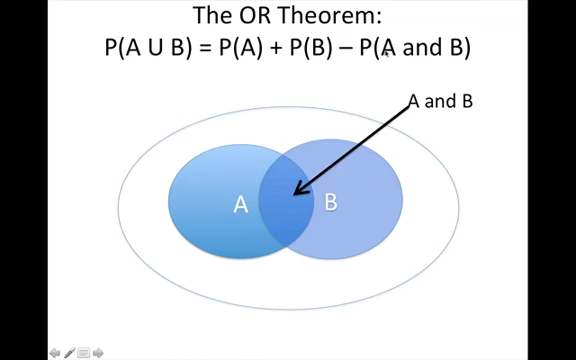 The OR Theorem:
P(A U B) = P(A) + P(B) – P(A and B)
A and B
A
B